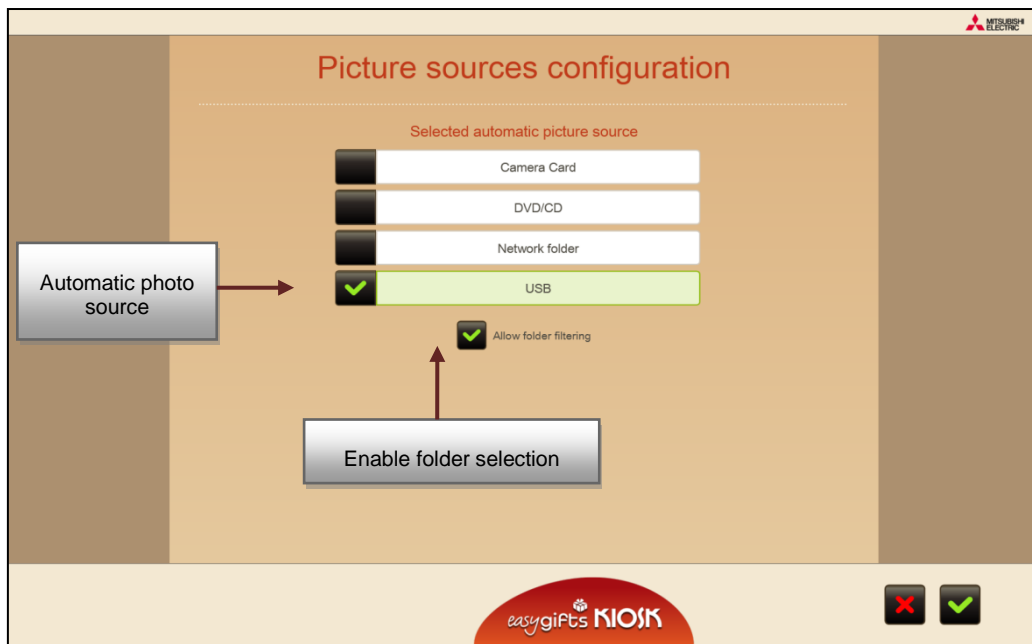 MITSUBISHI
ELECTRIC
Picture sources configuration
Selected automatic picture source
Camera Card
DVD/CD
Network folder
Automatic photo
source
USB
Allow folder filtering
Enable folder selection
easygifts KIOSK